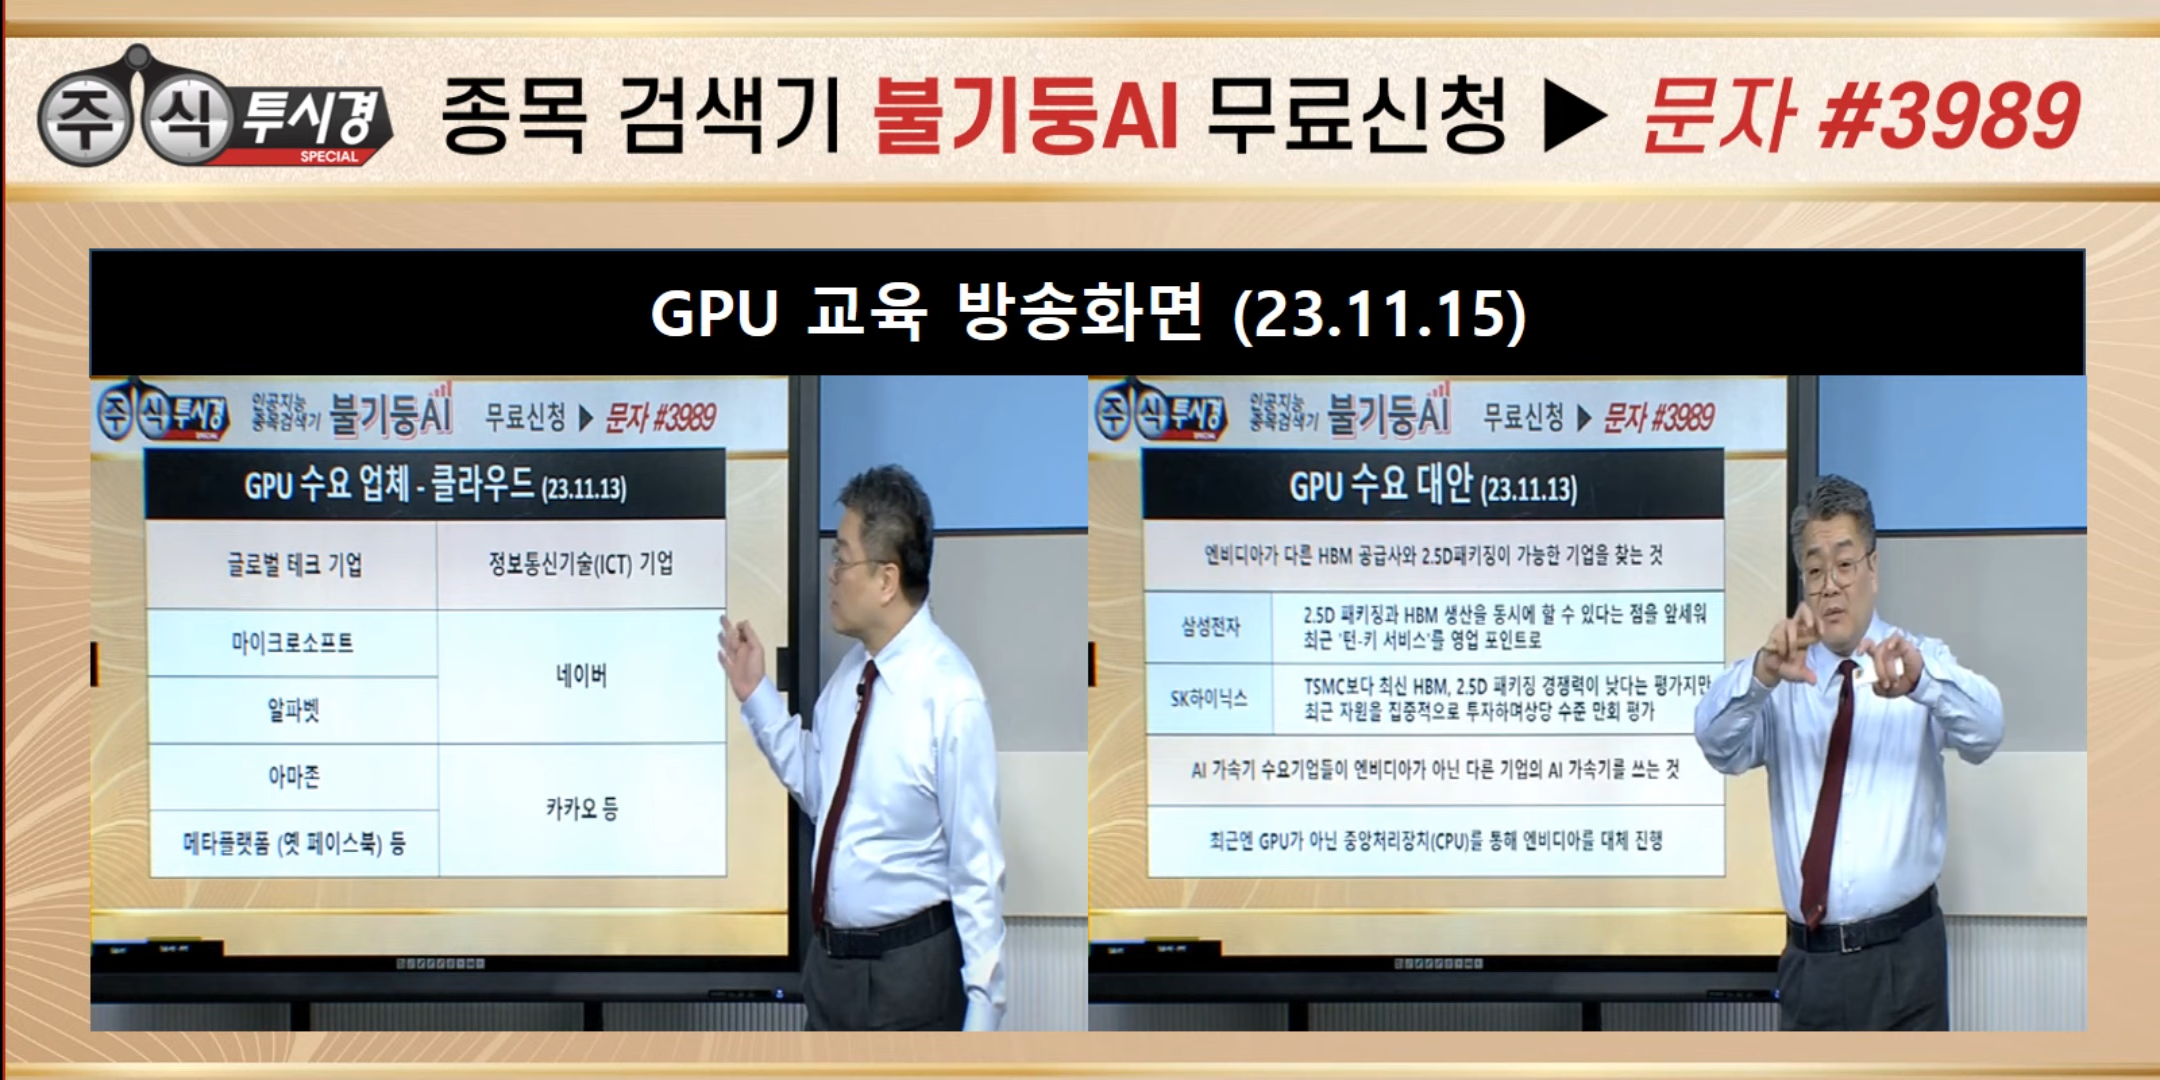 주식투시경
SPECIAL
종목 검색기 불기둥AI 무료신청 ▶ 문자 #3989
GPU 교육 방송화면 (23.11.15)
주식투시경
SPECIAL
인공지능
종목검색기
불기둥AI 무료신청 ▶ 문자 #3989
GPU 수요 업체 - 클라우드 (23.11.13)
글로벌 테크 기업
정보통신기술(ICT) 기업
마이크로소프트
네이버
알파벳
아마존
카카오 등
메타플랫폼 (옛 페이스북) 등
주식투시경
SPECIAL
인공지능
종목검색기
불기둥AI 무료신청 ▶ 문자 #3989
GPU 수요 대안 (23.11.13)
엔비디아가 다른 HBM 공급사와 2.5D패키징이 가능한 기업을 찾는 것
삼성전자
2.5D 패키징과 HBM 생산을 동시에 할 수 있다는 점을 앞세워
최근 '턴-키 서비스'를 영업 포인트로
SK하이닉스
TSMC보다 최신 HBM, 2.5D 패키징 경쟁력이 낮다는 평가지만
최근 자원을 집중적으로 투자하며상당 수준 만회 평가
AI 가속기 수요기업들이 엔비디아가 아닌 다른 기업의 AI 가속기를 쓰는 것
최근엔 GPU가 아닌 중앙처리장치(CPU)를 통해 엔비디아를 대체 진행